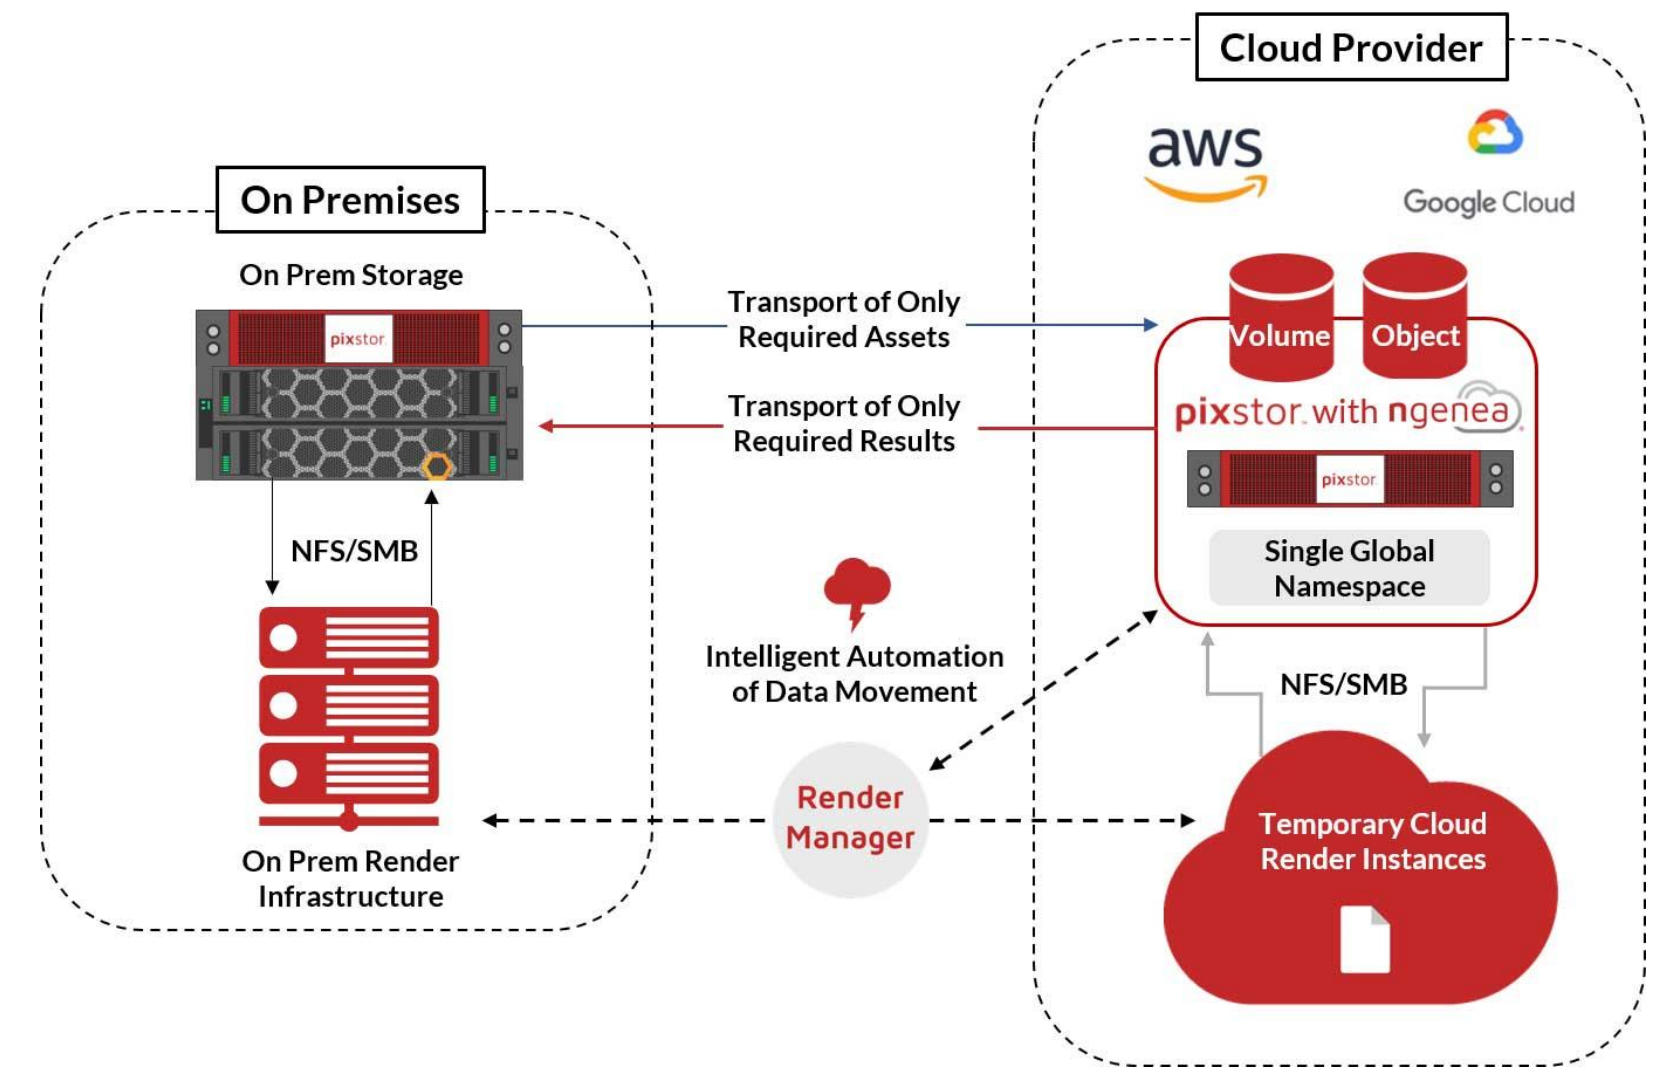 Cloud Provider
aws
Google Cloud
On Premises
On Prem Storage
pixstor
Transport of Only
Required Assets
Transport of Only
Required Results
Volume
Object
pixstor with ngenea
pixstor
Single Global
Namespace
NFS/SMB
NFS/SMB
Intelligent Automation
of Data Movement
Render
Manager
On Prem Render
Infrastructure
Temporary Cloud
Render Instances